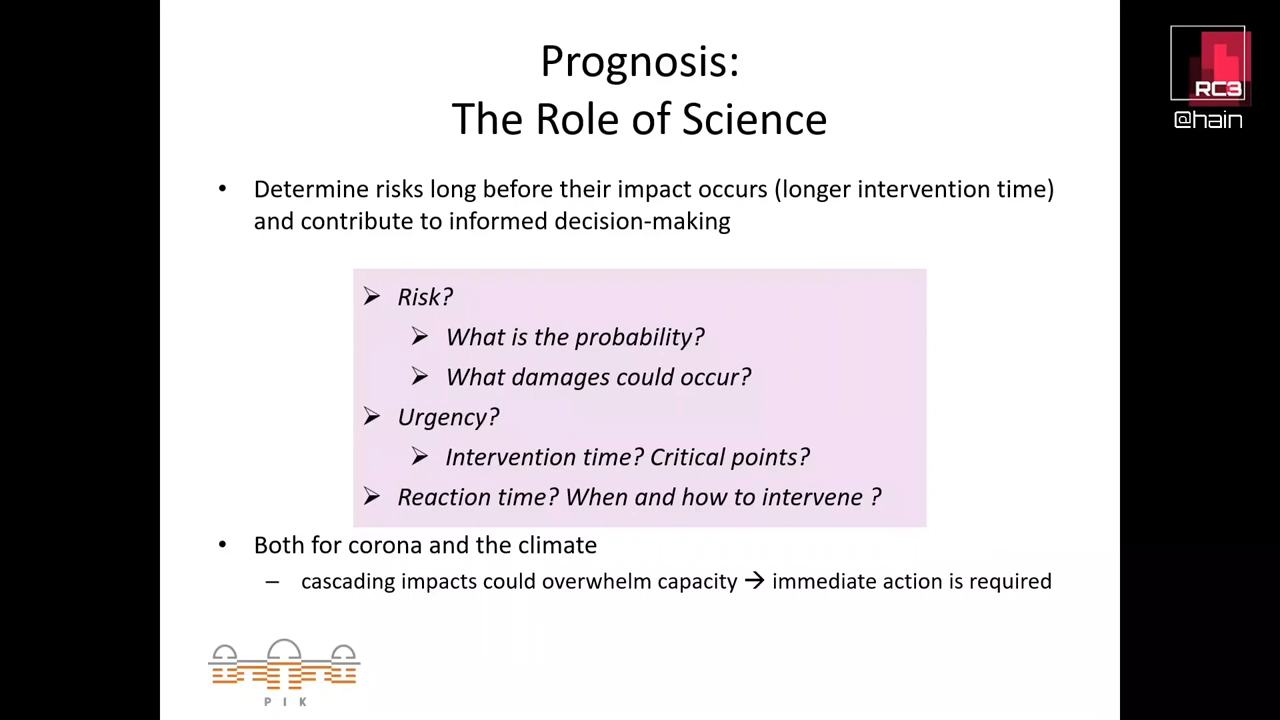 Prognosis:
The Role of Science
• Determine risks long before their impact occurs (longer intervention time)
and contribute to informed decision-making
➢ Risk?
➢ What is the probability?
➢ What damages could occur?
➢ Urgency?
➢ Intervention time? Critical points?
➢ Reaction time? When and how to intervene ?
• Both for corona and the climate
– cascading impacts could overwhelm capacity → immediate action is required
PIK
RC3
@hain